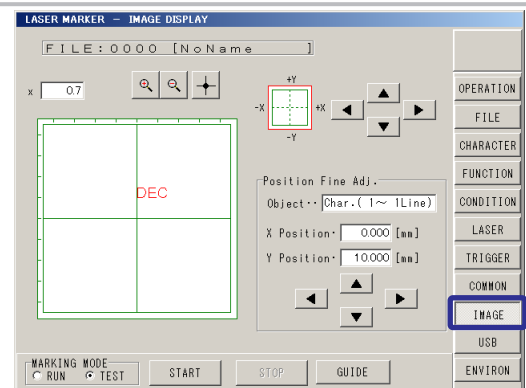 LASER MARKER － IMAGE DISPLAY
FILE:0000 [NoName ]
x 0.7
+Y
-X
+X
-Y
DEC
Position Fine Adj.
Object·· Char.( 1～ 1Line)
X Position· 0.000 [mm]
Y Position· 10.000 [mm]
MARKING MODE
RUN TEST
START
STOP
GUIDE
OPERATION
FILE
CHARACTER
FUNCTION
CONDITION
LASER
TRIGGER
COMMON
IMAGE
USB
ENVIRON